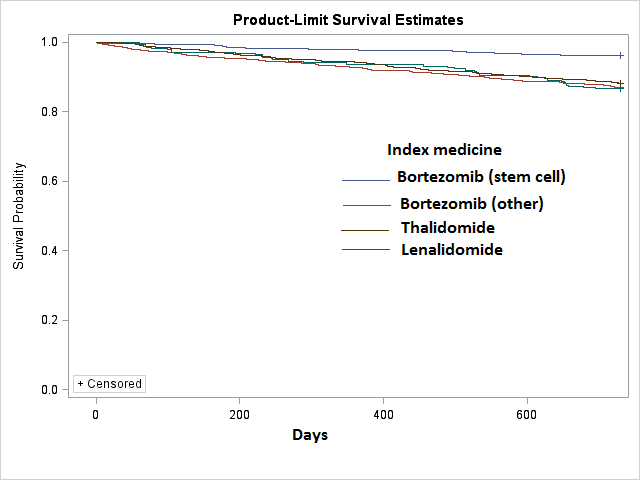 Product-Limit Survival Estimates
1.0
0.8
0.6
0.4
0.2
0.0
Survival Probability
Index medicine
Bortezomib (stem cell)
Bortezomib (other)
Thalidomide
Lenalidomide
+ Censored
0 200 400 600
Days